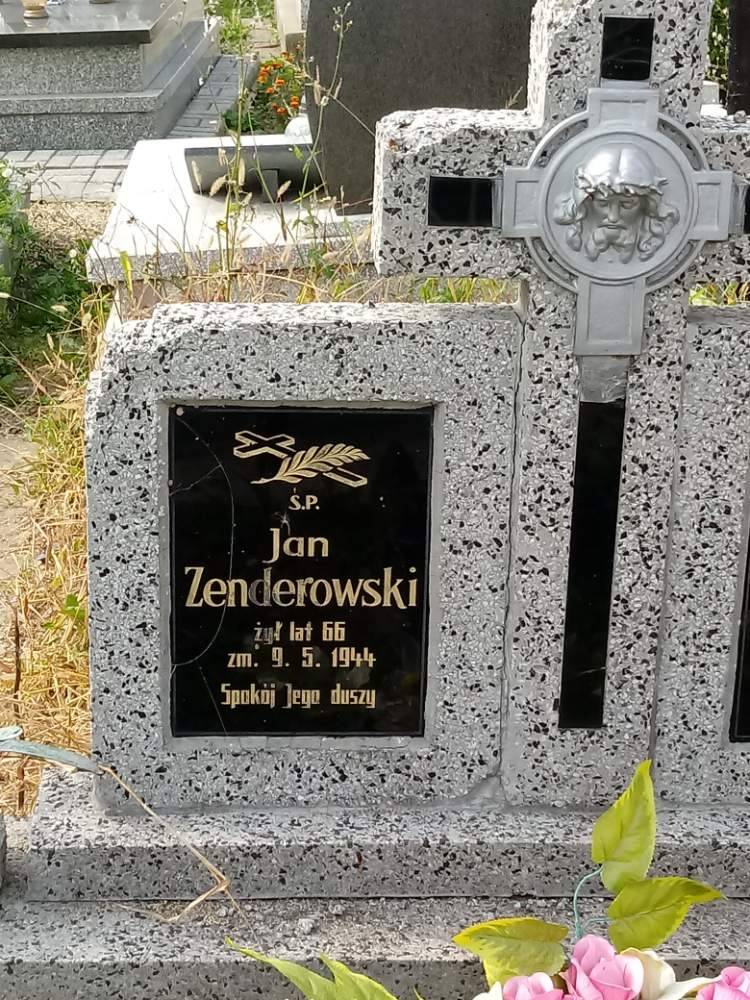 Ś.P.
Jan
Zenderowski
żył lat 66
zm. 9. 5. 1944
Spokój Jego duszy